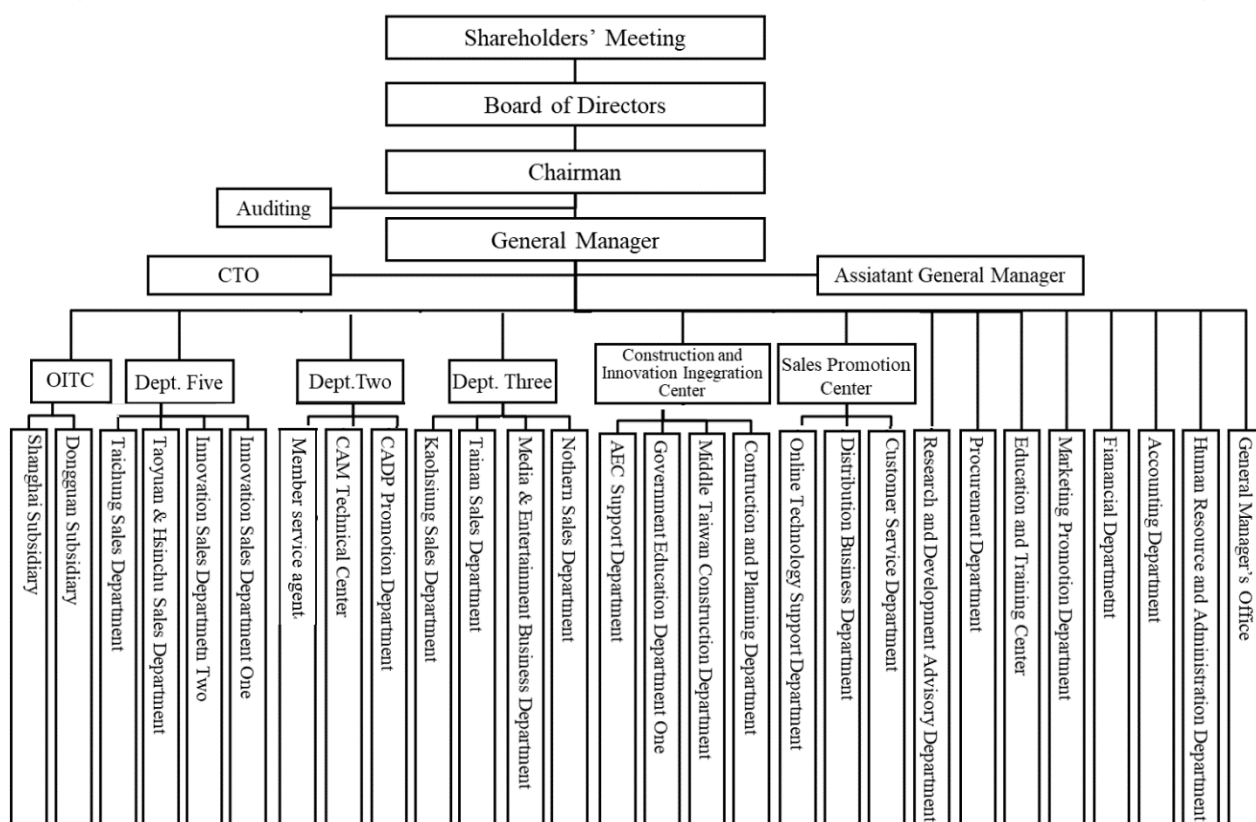 Shareholders’ Meeting
Board of Directors
Chairman
Auditing
General Manager
CTO
Assiatant General Manager
OITC
Dept. Five
Dept.Two
Dept. Three
Construction and
Innovation Ingegration
Center
Sales Promotion
Center
Shanghai Subsidiary
Dongguan Subsidiary
Taichung Sales Department
Taoyuan & Hsinchu Sales Department
Innovation Sales Departmetn Two
Innovation Sales Department One
Member service agent
CAM Technical Center
CADP Promotion Department
Kaohsiung Sales Department
Tainan Sales Department
Media & Entertainment Business Department
Nothern Sales Department
AEC Support Department
Government Education Department One
Middle Taiwan Construction Department
Contruction and Planning Department
Online Technology Support Department
Distribution Business Department
Customer Service Department
Research and Development Advisory Department
Procurement Department
Education and Training Center
Marketing Promotion Department
Fianancial Departmetnt
Accounting Department
Human Resource and Administration Department
General Manager’s Office